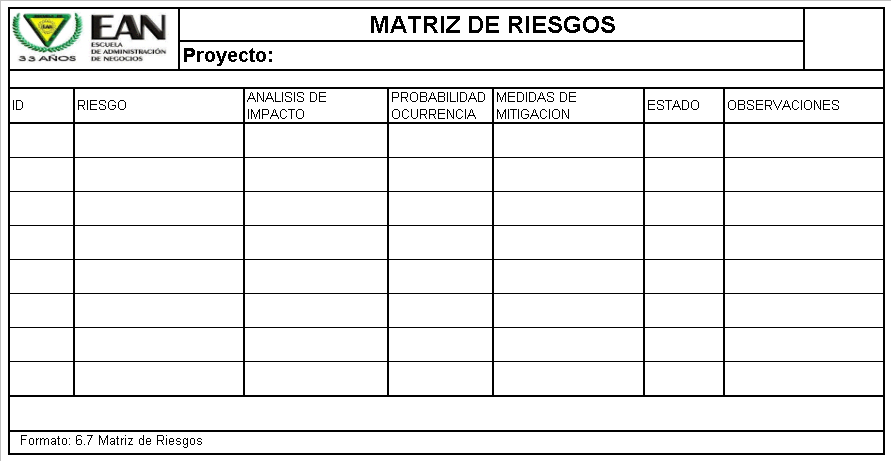 EAN
ESCUELA
DE ADMINISTRACIÓN
DE NEGOCIOS
33 AÑOS
MATRIZ DE RIESGOS
Proyecto:
ID
RIESGO
ANALISIS DE
IMPACTO
PROBABILIDAD
OCURRENCIA
MEDIDAS DE
MITIGACION
ESTADO
OBSERVACIONES
Formato: 6.7 Matriz de Riesgos